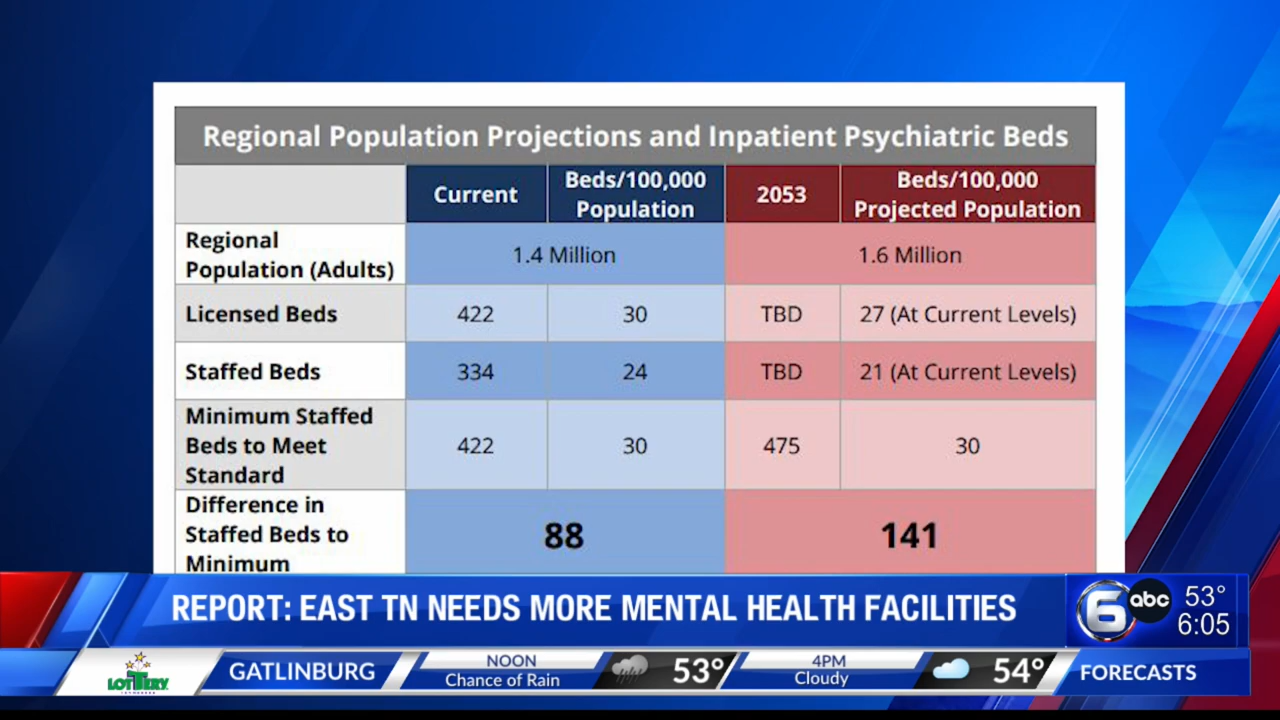 Regional Population Projections and Inpatient Psychiatric Beds
Current
Beds/100,000
Population
2053
Beds/100,000
Projected Population
Regional
Population (Adults)
1.4 Million
1.6 Million
Licensed Beds
422
30
TBD
27 (At Current Levels)
Staffed Beds
334
24
TBD
21 (At Current Levels)
Minimum Staffed
Beds to Meet
Standard
422
30
475
30
Difference in
Staffed Beds to
Minimum
88
141
REPORT: EAST TN NEEDS MORE MENTAL HEALTH FACILITIES
6 abc
53°
6:05
LOTTERY
GATLINBURG
NOON
Chance of Rain
53°
4PM
Cloudy
54°
FORECASTS